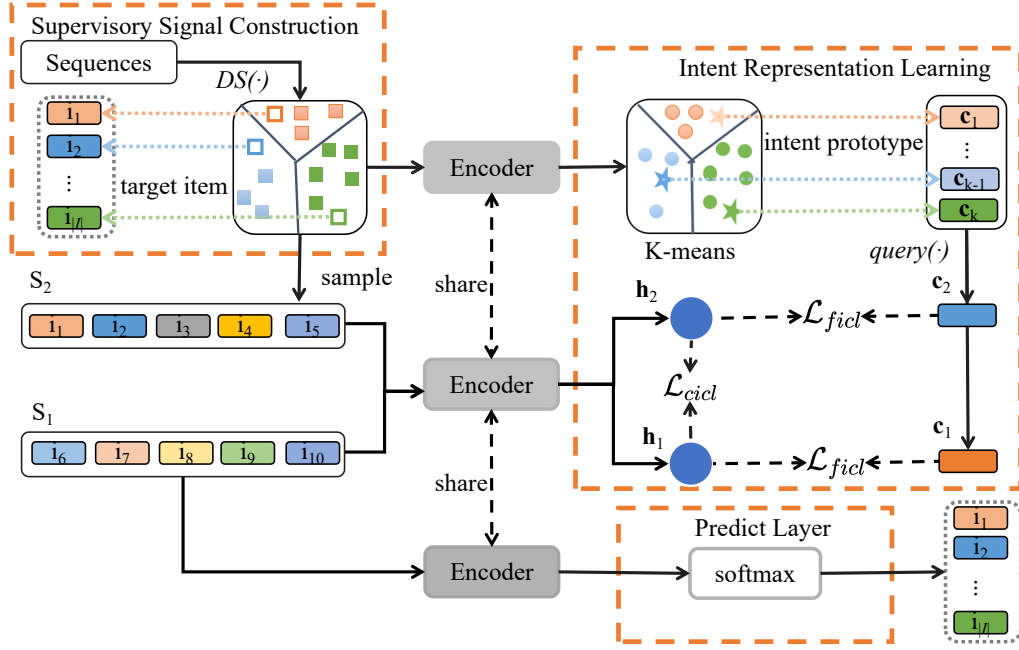 Supervisory Signal Construction
Sequences
DS(·)
i1
i2
⋮
i|I|
target item
sample
Encoder
share
Encoder
share
Encoder
S2
i1 i2 i3 i4 i5
S1
i6 i7 i8 i9 i10
Intent Representation Learning
K-means
intent prototype
c1
⋮
ck-1
ck
query(·)
h2
ℒficl
c2
ℒcicl
h1
ℒficl
c1
Predict Layer
softmax
i1
i2
⋮
i|I|